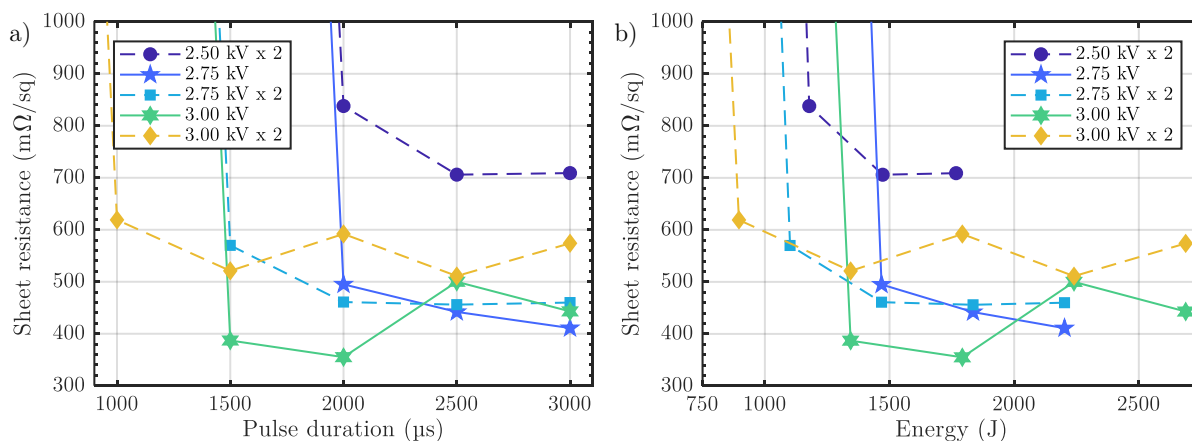 a)
1000
900
800
700
600
500
400
300
Sheet resistance (mΩ/sq)
2.50 kV x 2
2.75 kV
2.75 kV x 2
3.00 kV
3.00 kV x 2
1000
1500
2000
2500
3000
Pulse duration (µs)
b)
1000
900
800
700
600
500
400
300
Sheet resistance (mΩ/sq)
2.50 kV x 2
2.75 kV
2.75 kV x 2
3.00 kV
3.00 kV x 2
750
1000
1500
2000
2500
Energy (J)